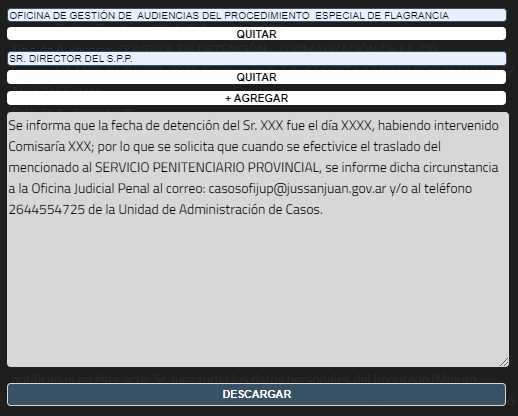 OFICINA DE GESTIÓN DE AUDIENCIAS DEL PROCEDIMIENTO ESPECIAL DE FLAGRANCIA
QUITAR
SR. DIRECTOR DEL S.P.P.
QUITAR
+ AGREGAR
Se informa que la fecha de detención del Sr. XXX fue el día XXXX, habiendo intervenido
Comisaría XXX; por lo que se solicita que cuando se efectivice el traslado del
mencionado al SERVICIO PENITENCIARIO PROVINCIAL, se informe dicha circunstancia
a la Oficina Judicial Penal al correo: casosofijup@jussanjuan.gov.ar y/o al teléfono
2644554725 de la Unidad de Administración de Casos.
DESCARGAR